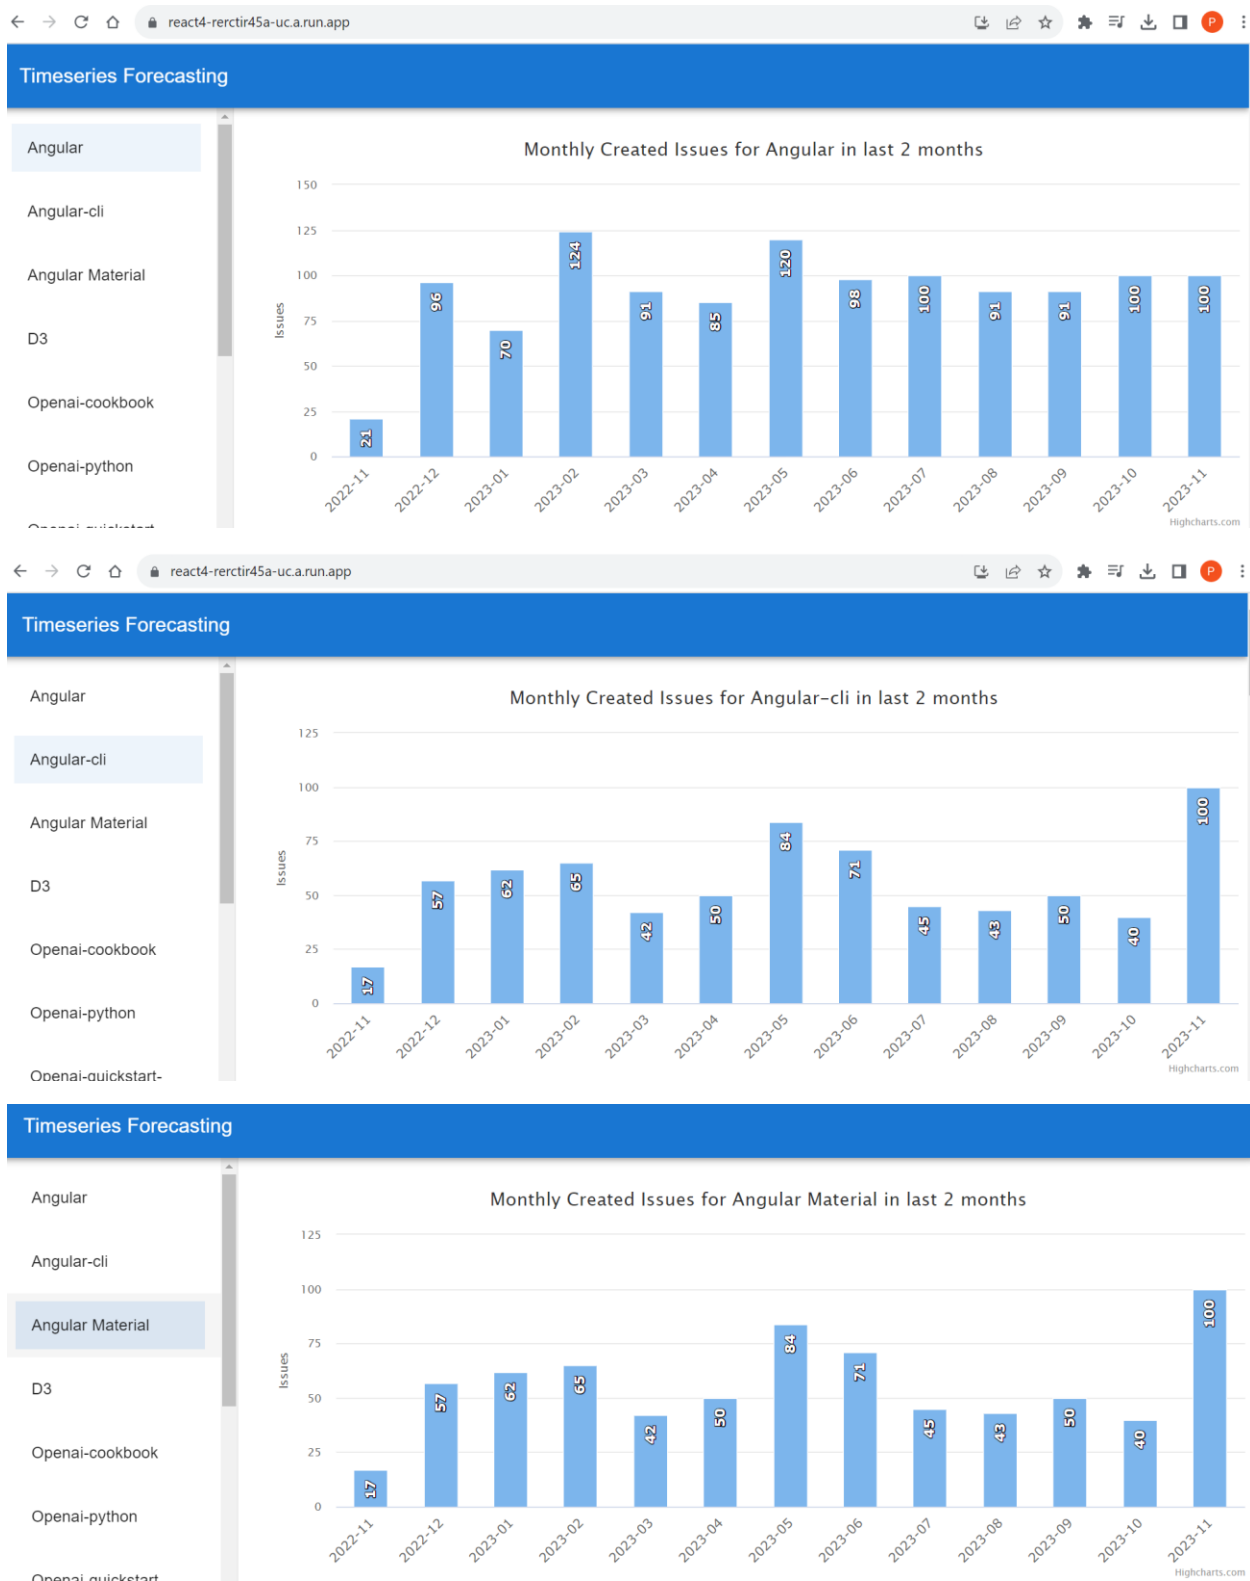 react4-rerctir45a-uc.a.run.app
P
Timeseries Forecasting
Angular
Angular-cli
Angular Material
D3
Openai-cookbook
Openai-python
Monthly Created Issues for Angular in last 2 months
Issues
150
125
100
75
50
25
0
21
96
70
124
91
85
120
98
100
91
91
100
100
2022-11
2022-12
2023-01
2023-02
2023-03
2023-04
2023-05
2023-06
2023-07
2023-08
2023-09
2023-10
2023-11
Highcharts.com
react4-rerctir45a-uc.a.run.app
P
Timeseries Forecasting
Angular
Angular-cli
Angular Material
D3
Openai-cookbook
Openai-python
Openai-quickstart-
Monthly Created Issues for Angular-cli in last 2 months
Issues
125
100
75
50
25
0
17
57
62
65
42
50
84
71
45
43
50
40
100
2022-11
2022-12
2023-01
2023-02
2023-03
2023-04
2023-05
2023-06
2023-07
2023-08
2023-09
2023-10
2023-11
Highcharts.com
Timeseries Forecasting
Angular
Angular-cli
Angular Material
D3
Openai-cookbook
Openai-python
Monthly Created Issues for Angular Material in last 2 months
Issues
125
100
75
50
25
0
17
57
62
65
42
50
84
71
45
43
50
40
100
2022-11
2022-12
2023-01
2023-02
2023-03
2023-04
2023-05
2023-06
2023-07
2023-08
2023-09
2023-10
2023-11
Highcharts.com